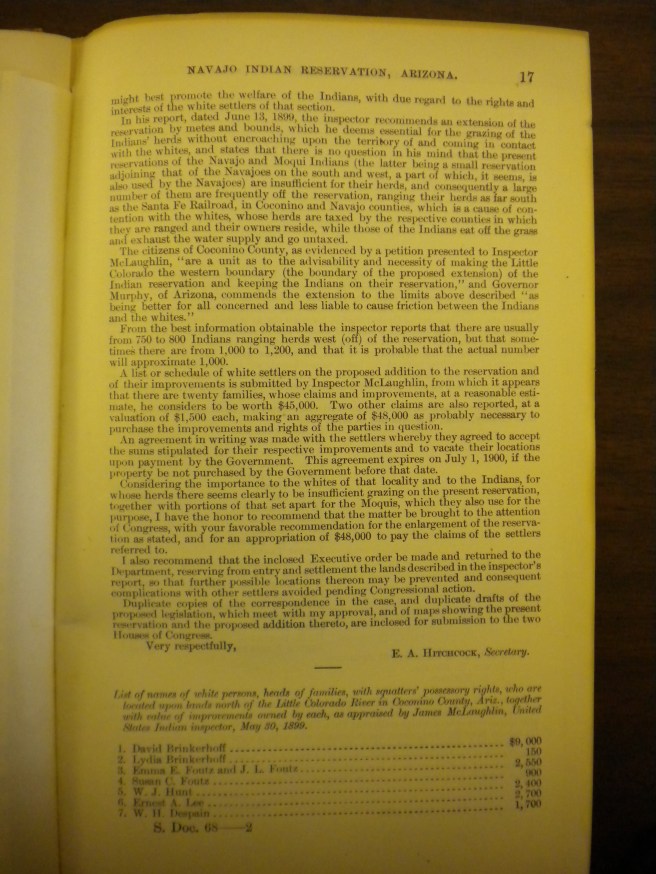 NAVAJO INDIAN RESERVATION, ARIZONA. 17
might best promote the welfare of the Indians, with due regard to the rights and
interests of the white settlers of that section.
In his report, dated June 13, 1899, the inspector recommends an extension of the
reservation by metes and bounds, which he deems essential for the grazing of the
Indians' herds without encroaching upon the territory of and coming in contact
with the whites, and states that there is no question in his mind that the present
reservations of the Navajo and Moqui Indians (the latter being a small reservation
adjoining that of the Navajoes on the south and west, a part of which, it seems, is
also used by the Navajoes) are insufficient for their herds, and consequently a large
number of them are frequently off the reservation, ranging their herds as far south
as the Santa Fe Railroad, in Coconino and Navajo counties, which is a cause of con-
tention with the whites, whose herds are taxed by the respective counties in which
they are ranged and their owners reside, while those of the Indians eat off the grass
and exhaust the water supply and go untaxed.
The citizens of Coconino County, as evidenced by a petition presented to Inspector
McLaughlin, "are a unit as to the advisability and necessity of making the Little
Colorado the western boundary (the boundary of the proposed extension) of the
Indian reservation and keeping the Indians on their reservation," and Governor
Murphy, of Arizona, commends the extension to the limits above described "as
being better for all concerned and less liable to cause friction between the Indians
and the whites."
From the best information obtainable the inspector reports that there are usually
from 750 to 800 Indians ranging herds west (off) of the reservation, but that some-
times there are from 1,000 to 1,200, and that it is probable that the actual number
will approximate 1,000.
A list or schedule of white settlers on the proposed addition to the reservation and
of their improvements is submitted by Inspector McLaughlin, from which it appears
that there are twenty families, whose claims and improvements, at a reasonable esti-
mate, he considers to be worth $45,000. Two other claims are also reported, at a
valuation of $1,500 each, making an aggregate of $48,000 as probably necessary to
purchase the improvements and rights of the parties in question.
An agreement in writing was made with the settlers whereby they agreed to accept
the sums stipulated for their respective improvements and to vacate their locations
upon payment by the Government. This agreement expires on July 1, 1900, if the
property be not purchased by the Government before that date.
Considering the importance to the whites of that locality and to the Indians, for
whose herds there seems clearly to be insufficient grazing on the present reservation,
together with portions of that set apart for the Moquis, which they also use for the
purpose, I have the honor to recommend that the matter be brought to the attention
of Congress, with your favorable recommendation for the enlargement of the reserva-
tion as stated, and for an appropriation of $48,000 to pay the claims of the settlers
referred to.
I also recommend that the inclosed Executive order be made and returned to the
Department, reserving from entry and settlement the lands described in the inspector's
report, so that further possible locations thereon may be prevented and consequent
complications with other settlers avoided pending Congressional action.
Duplicate copies of the correspondence in the case, and duplicate drafts of the
proposed legislation, which meet with my approval, and of maps showing the present
reservation and the proposed addition thereto, are inclosed for submission to the two
Houses of Congress.
Very respectfully,
E. A. HITCHCOCK, Secretary.
List of names of white persons, heads of families, with squatters' possessory rights, who are
located upon lands north of the Little Colorado River in Coconino County, Ariz., together
with value of improvements owned by each, as appraised by James McLaughlin, United
States Indian inspector, May 30, 1899.
1. David Brinkerhoff $9,000
2. Lydia Brinkerhoff 150
3. Emma E. Foutz and J. L. Foutz 2,550
4. Susan C. Foutz 900
5. W. J. Hunt 2,400
6. Ernest A. Lee 2,700
7. W. H. Despain 1,700
S. Doc. 68——2